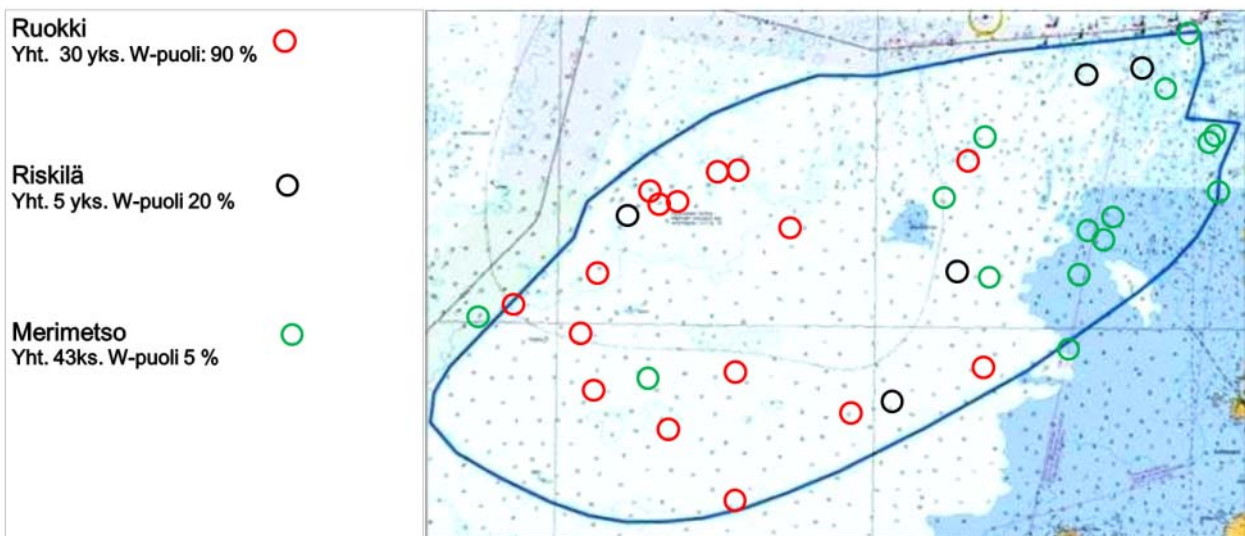 Ruokki
Yht. 30 yks. W-puoli: 90 %
Riskilä
Yht. 5 yks. W-puoli 20 %
Merimetso
Yht. 43ks. W-puoli 5 %